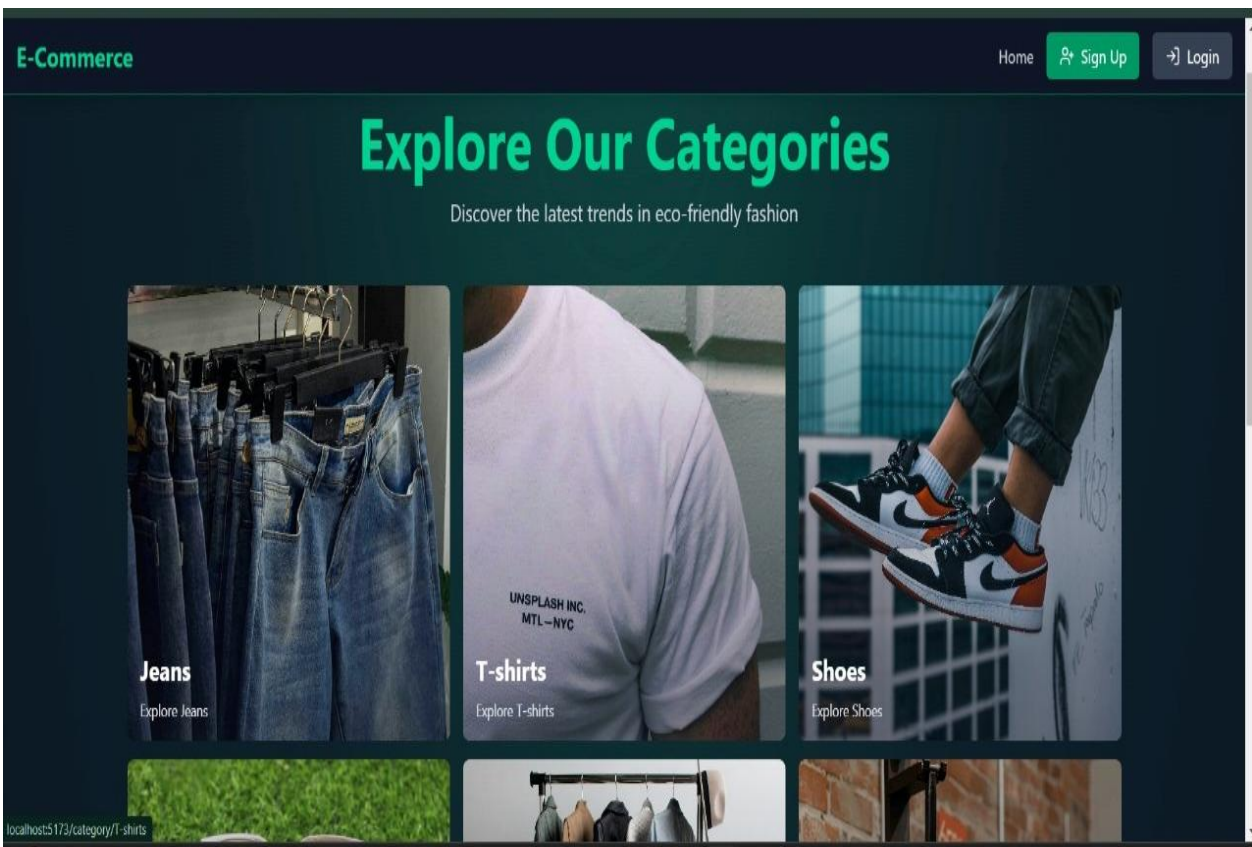 E-Commerce
Home
Sign Up
Login
Explore Our Categories
Discover the latest trends in eco-friendly fashion
UNSPLASH INC.
MTL—NYC
Jeans
T-shirts
Shoes
Explore Jeans
Explore T-shirts
Explore Shoes
localhost:5173/category/T-shirts